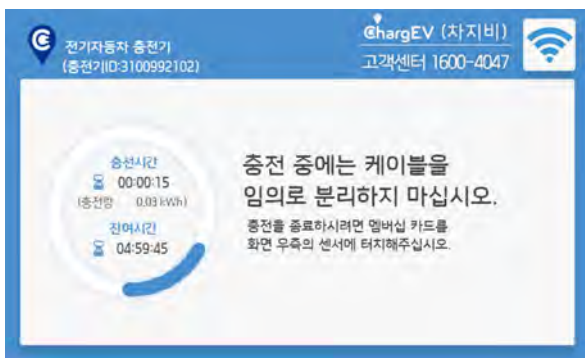 전기자동차 충전기
(충전기ID:3100992102)
ChargEV (차지비)
고객센터 1600-4047
충전시간
00:00:15
(충전량 0.03 kWh)
잔여시간
04:59:45
충전 중에는 케이블을
임의로 분리하지 마십시오.
충전을 종료하시려면 멤버십 카드를
화면 우측의 센서에 터치해주십시오.